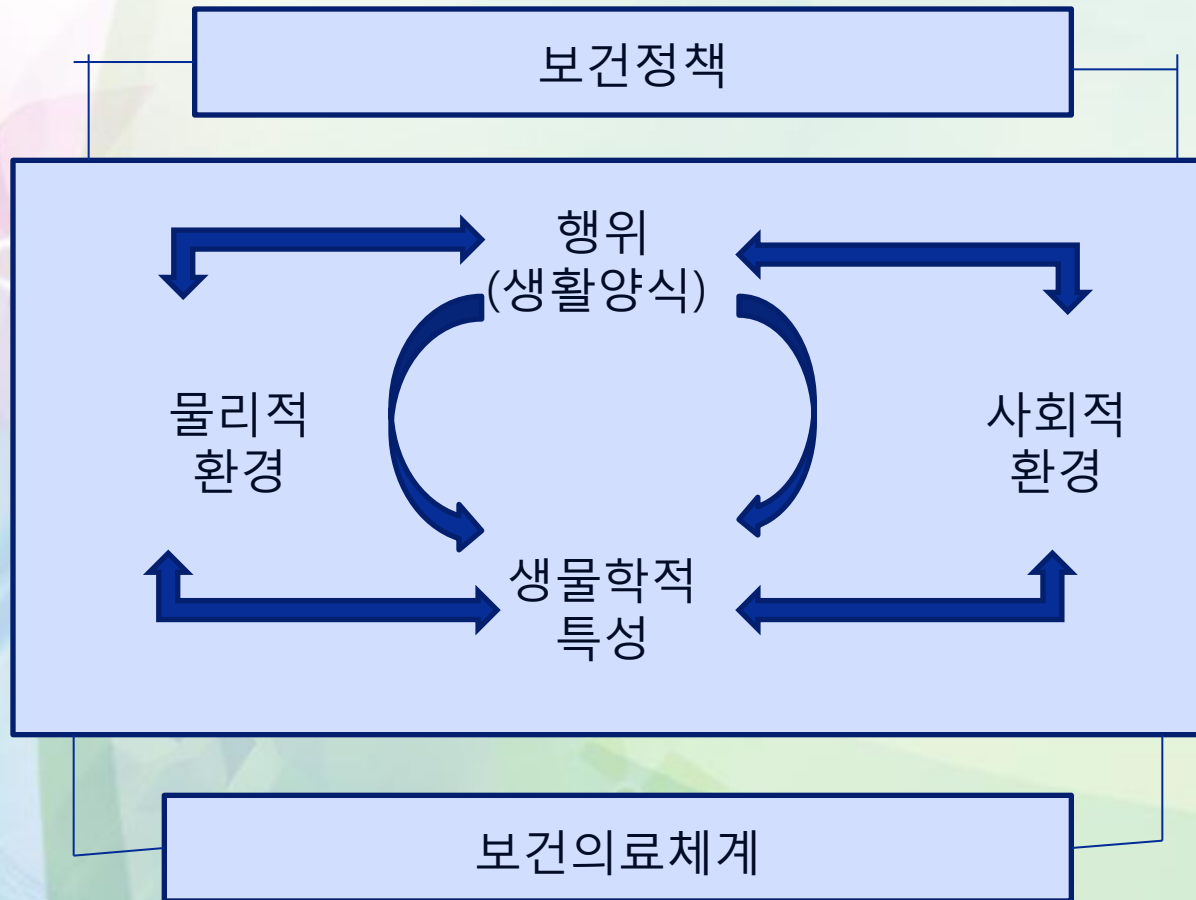 보건정책
행위
(생활양식)
물리적
환경
사회적
환경
생물학적
특성
보건의료체계